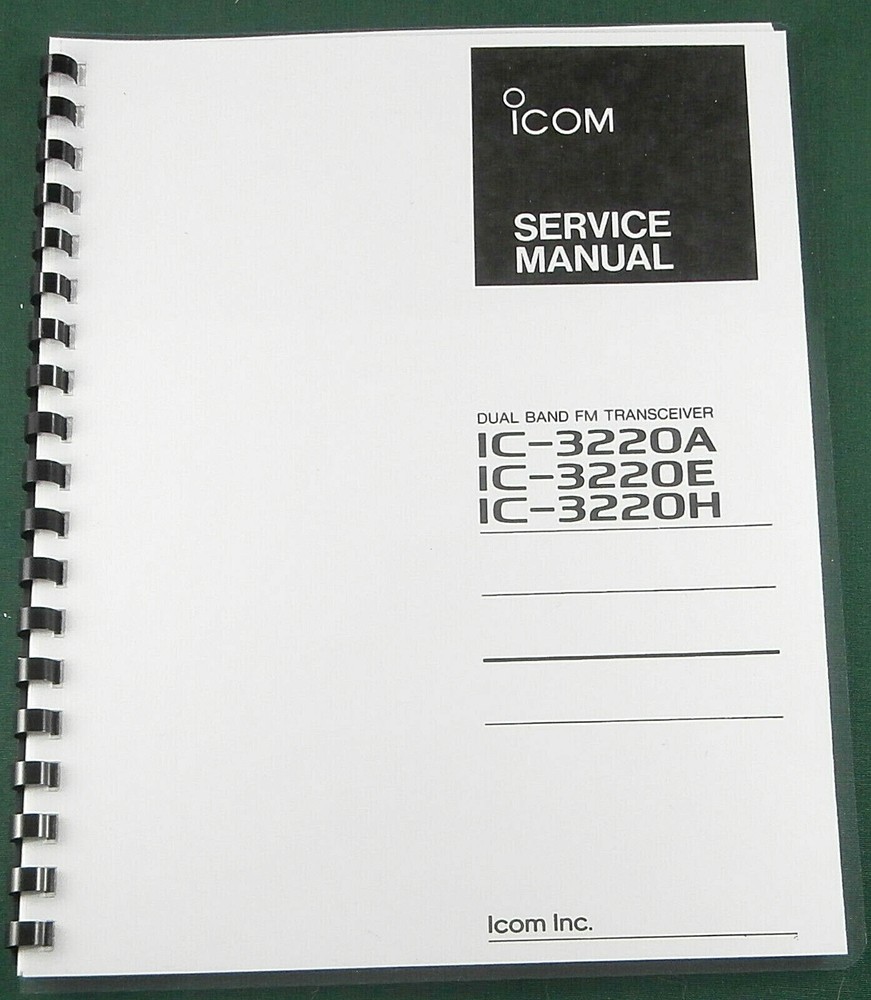 ICOM
SERVICE
MANUAL
DUAL BAND FM TRANSCEIVER
IC-3220A
IC-3220E
IC-3220H
Icom Inc.